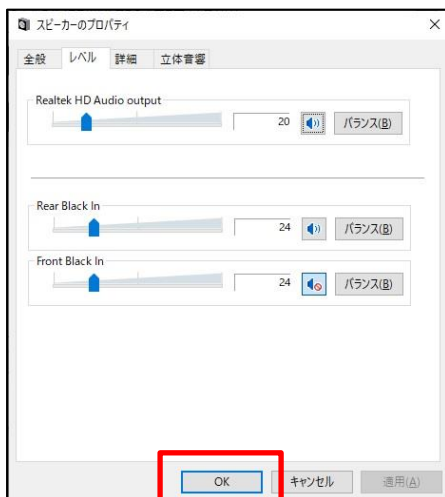 スピーカーのプロパティ
全般 レベル 詳細 立体音響
Realtek HD Audio output
20 バランス(B)
Rear Black In
24 バランス(B)
Front Black In
24 バランス(B)
OK キャンセル 適用(A)